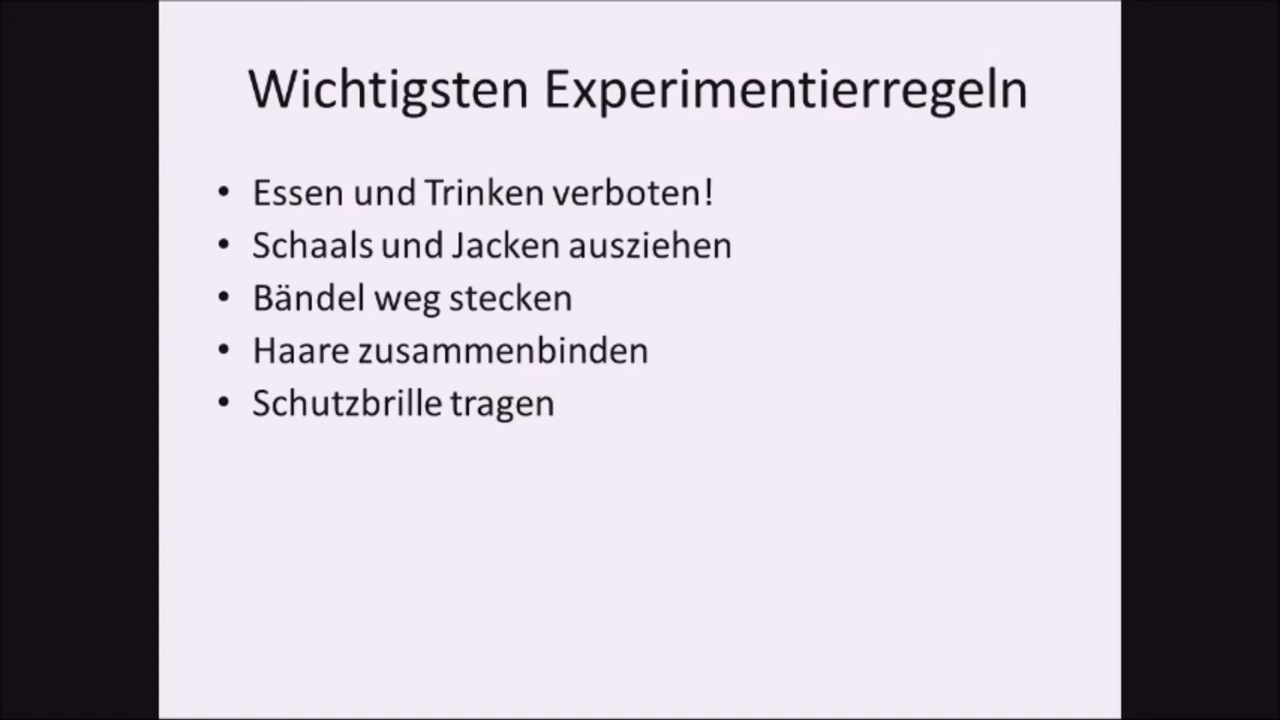 Wichtigsten Experimentierregeln
• Essen und Trinken verboten!
• Schaals und Jacken ausziehen
• Bändel weg stecken
• Haare zusammenbinden
• Schutzbrille tragen